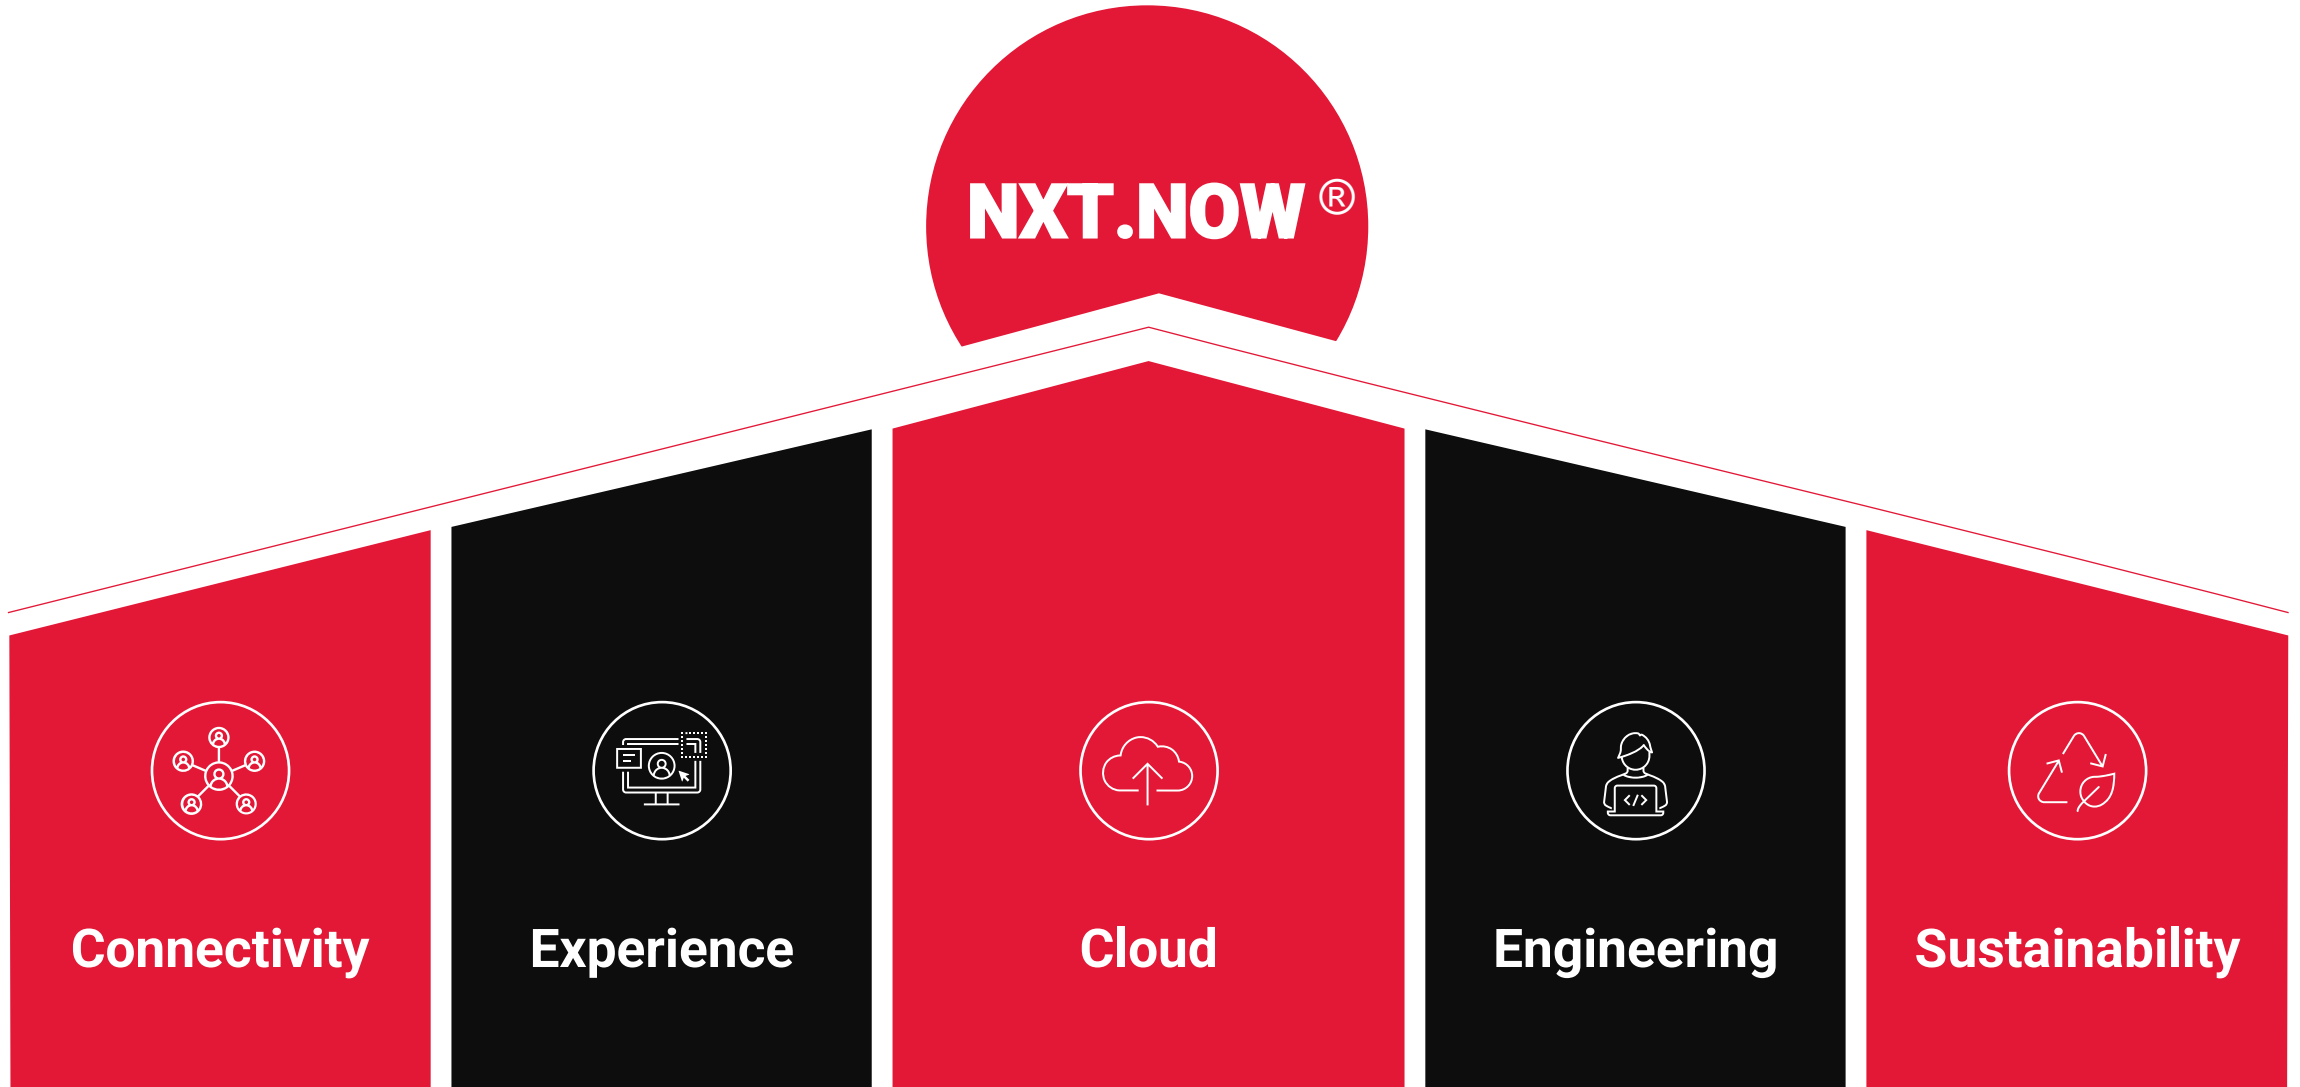 NXT.NOW®
Connectivity
Experience
Cloud
Engineering
Sustainability